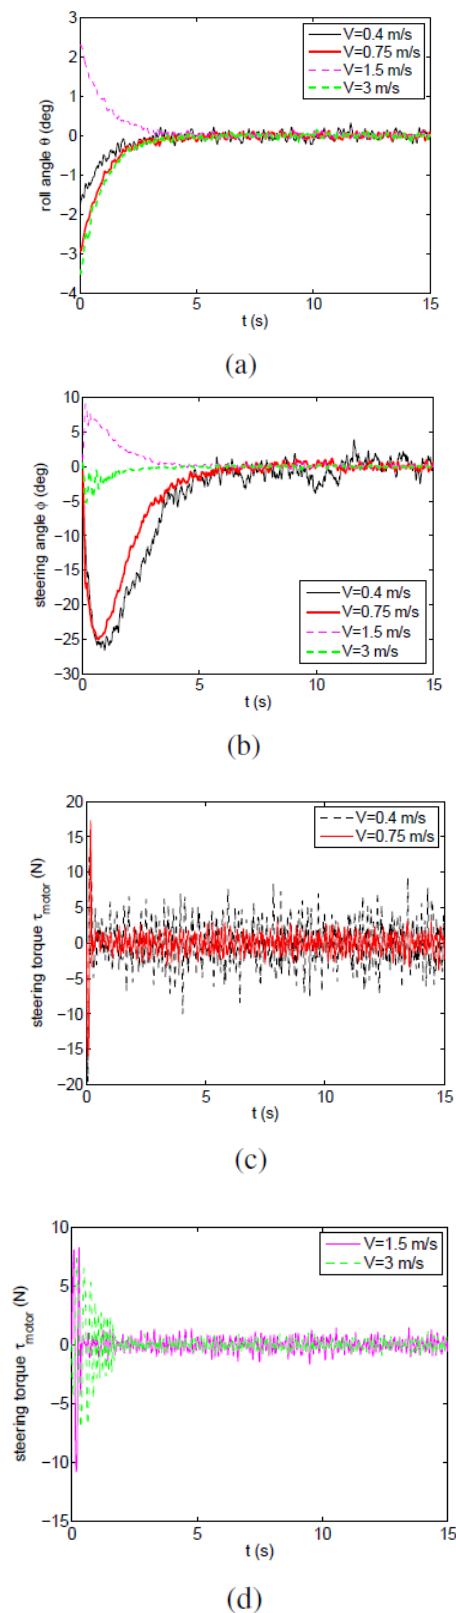 3
2
1
0
−1
−2
−3
−4
roll angle θ (deg)
V=0.4 m/s
V=0.75 m/s
V=1.5 m/s
V=3 m/s
0 5 10 15
t (s)
(a)
10
5
0
−5
−10
−15
−20
−25
−30
steering angle ϕ (deg)
V=0.4 m/s
V=0.75 m/s
V=1.5 m/s
V=3 m/s
0 5 10 15
t (s)
(b)
20
15
10
5
0
−5
−10
−15
−20
steering torque τmotor (N)
V=0.4 m/s
V=0.75 m/s
0 5 10 15
t (s)
(c)
10
5
0
−5
−10
−15
steering torque τmotor (N)
V=1.5 m/s
V=3 m/s
0 5 10 15
t (s)
(d)